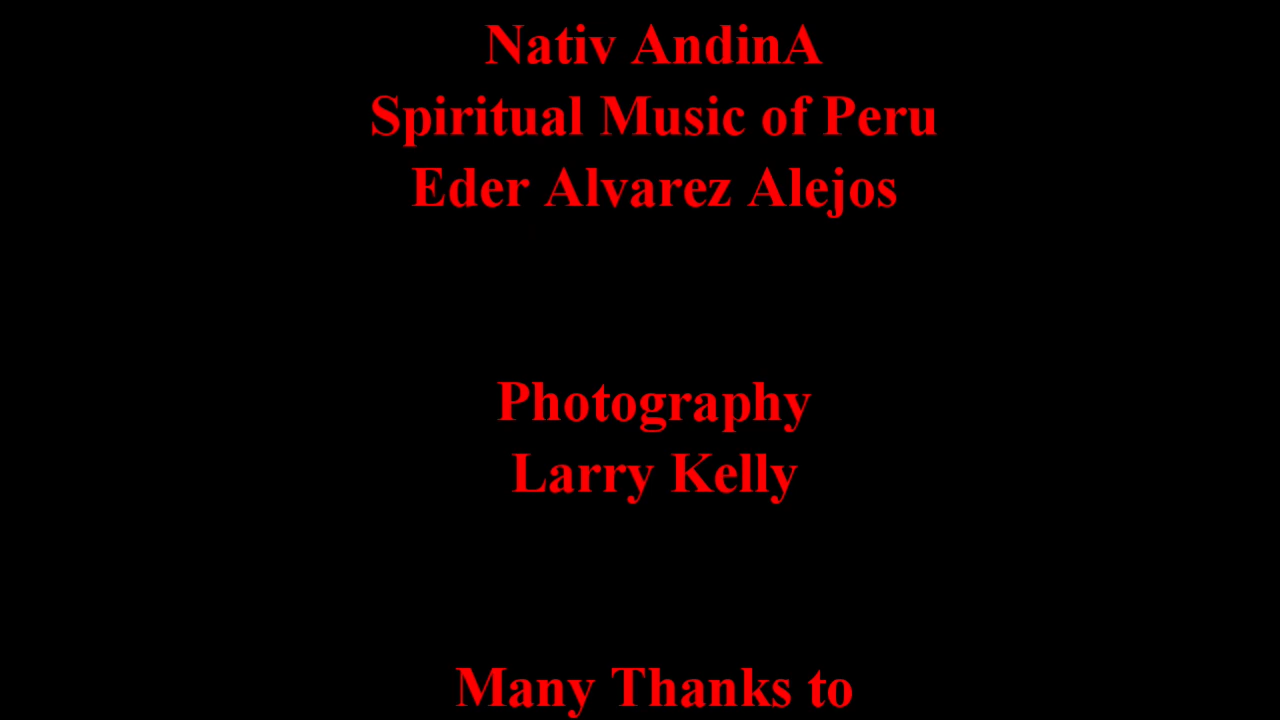 Nativ AndinA
Spiritual Music of Peru
Eder Alvarez Alejos
Photography
Larry Kelly
Many Thanks to